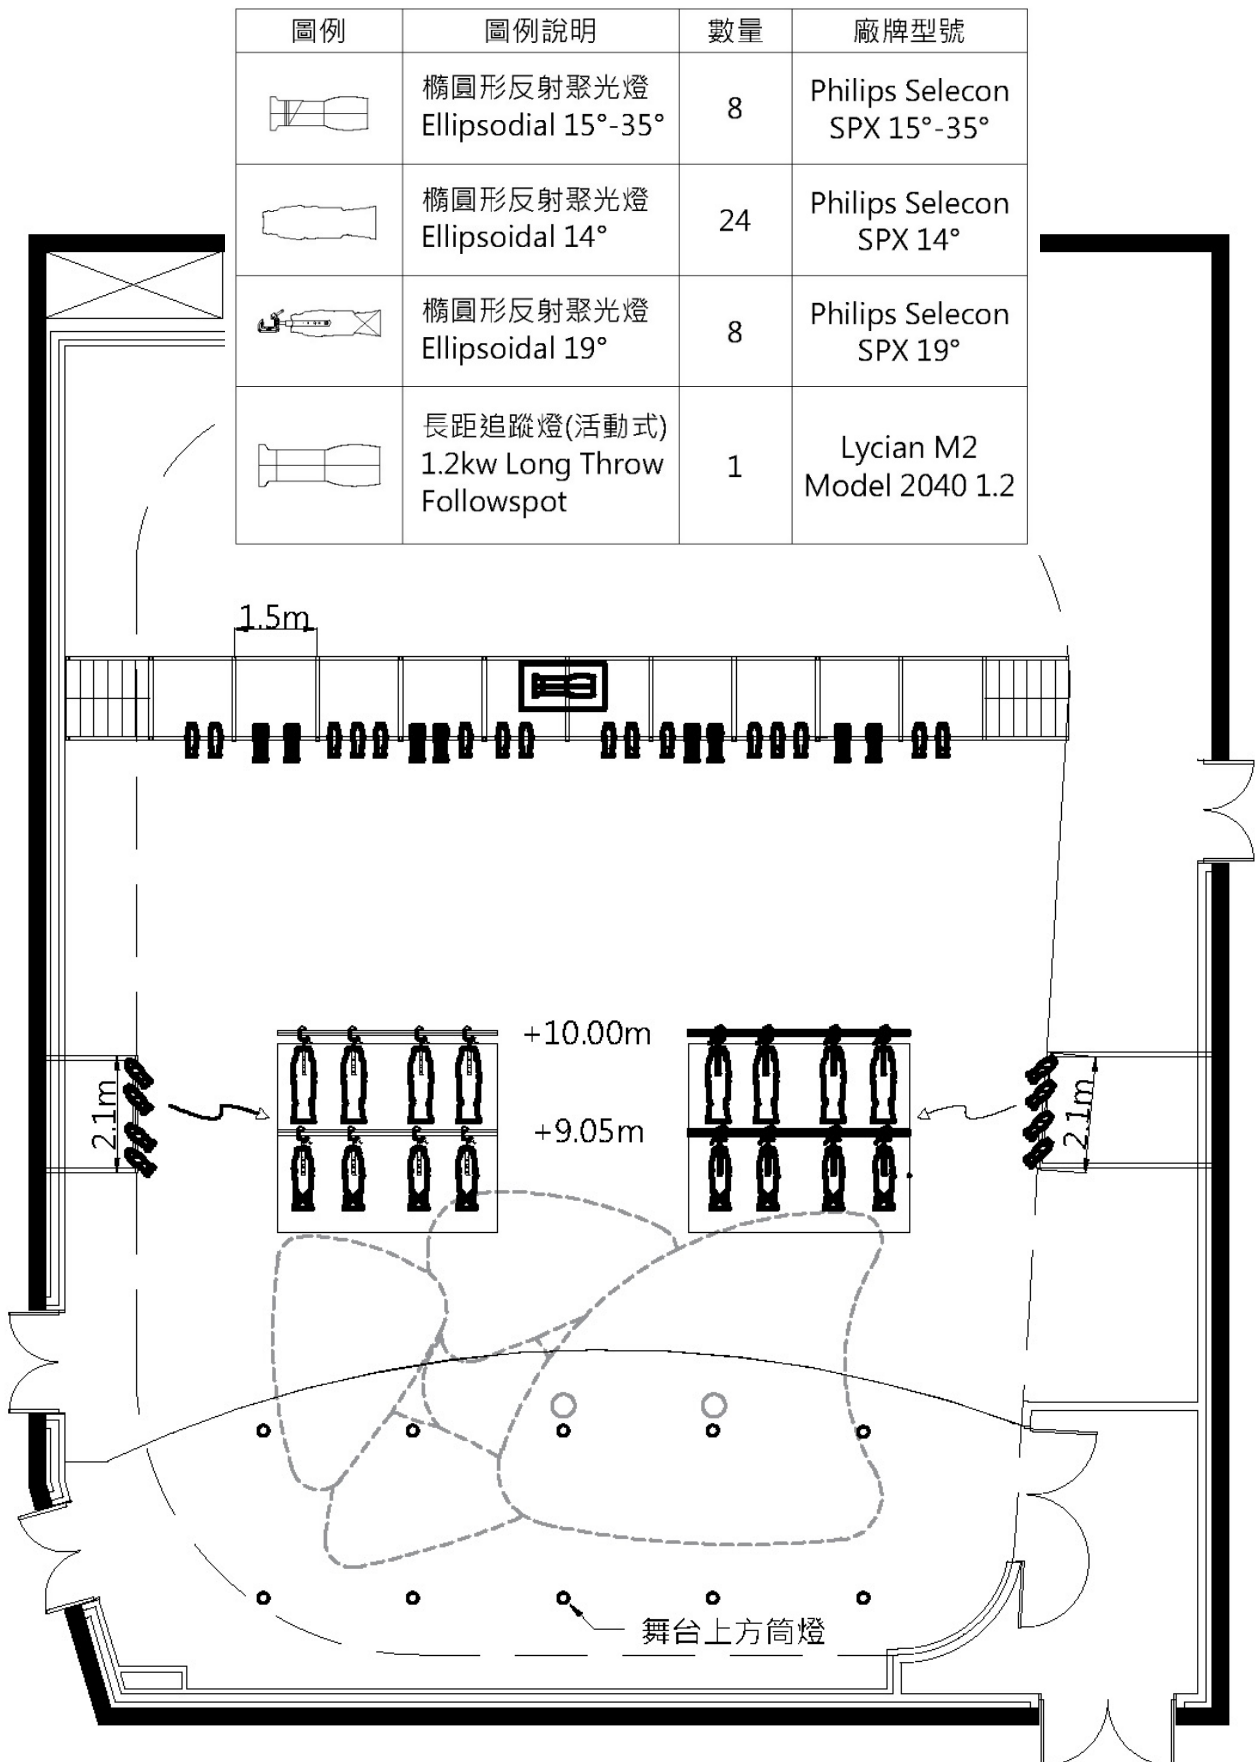 圖例 圖例說明 數量 廠牌型號
橢圓形反射聚光燈
Ellipsodial 15°-35°
8
Philips Selecon
SPX 15°-35°
橢圓形反射聚光燈
Ellipsoidal 14°
24
Philips Selecon
SPX 14°
橢圓形反射聚光燈
Ellipsoidal 19°
8
Philips Selecon
SPX 19°
長距追蹤燈(活動式)
1.2kw Long Throw
Followspot
1
Lycian M2
Model 2040 1.2
1.5m
+10.00m
2.1m
+9.05m
2.1m
舞台上方筒燈